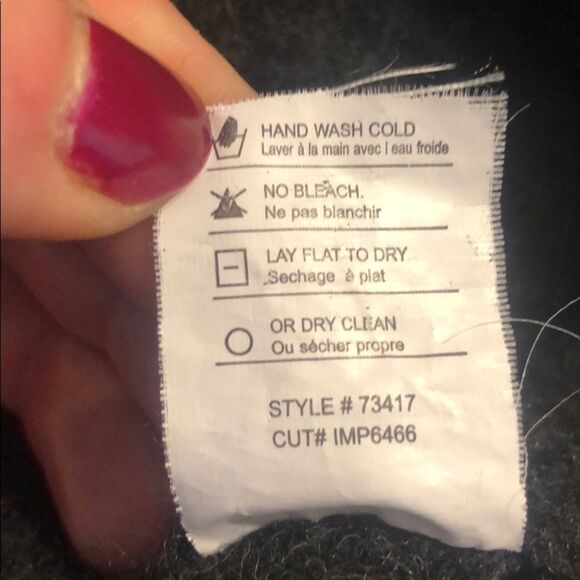 HAND WASH COLD
Laver à la main avec l eau froide
NO BLEACH.
Ne pas blanchir
LAY FLAT TO DRY
Sechage à plat
OR DRY CLEAN
Ou sécher propre
STYLE # 73417
CUT# IMP6466